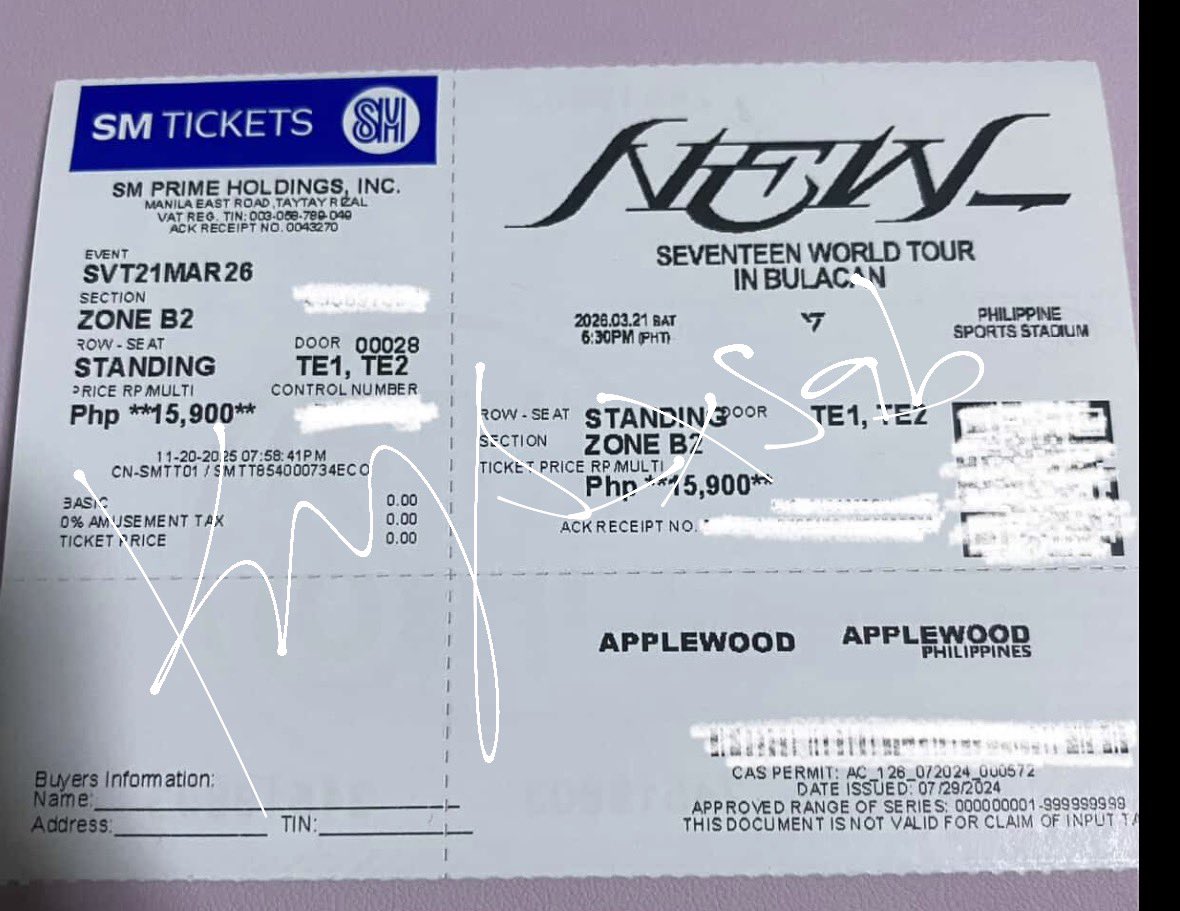 SM TICKETS SM
SM PRIME HOLDINGS, INC.
MANILA EAST ROAD, TAYTAY RIZAL
VAT REG. TIN: 003-058-789-049
ACK RECEIPT NO. 0043270
EVENT
SVT21MAR26
SECTION
ZONE B2
ROW - SEAT DOOR 00028
STANDING TE1, TE2
PRICE RP/MULTI CONTROL NUMBER
Php **15,900**
11-20-2025 07:58:41PM
CN-SMTT01 / SMTT854000734ECO
BASIC 0.00
0% AMUSEMENT TAX 0.00
TICKET PRICE 0.00
Buyers Information:
Name:
Address: TIN:
NEW_
SEVENTEEN WORLD TOUR
IN BULACAN
2026.03.21 SAT
6:30PM (PHT)
PHILIPPINE
SPORTS STADIUM
ROW - SEAT STANDING DOOR TE1, TE2
SECTION ZONE B2
TICKET PRICE RP/MULTI
Php **15,900**
ACK RECEIPT NO.
APPLEWOOD APPLEWOOD
PHILIPPINES
CAS PERMIT: AC_126_072024_000572
DATE ISSUED: 07/29/2024
APPROVED RANGE OF SERIES: 000000001-999999999
THIS DOCUMENT IS NOT VALID FOR CLAIM OF INPUT TA